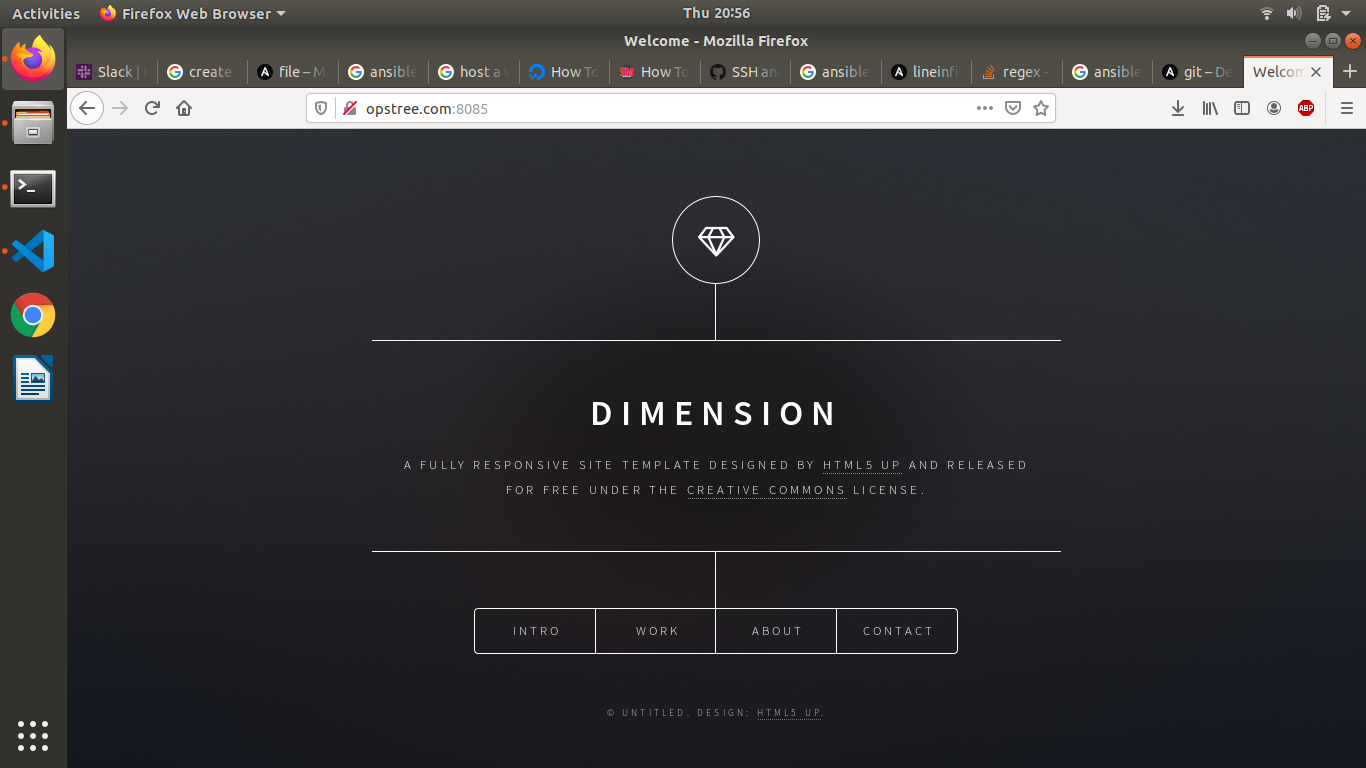 Activities Firefox Web Browser Thu 20:56
Welcome - Mozilla Firefox
Slack | create file – M ansible host a How To How To SSH an ansible lineinfi regex - ansible git – De Welcom
opstree.com:8085 ABP
DIMENSION
A FULLY RESPONSIVE SITE TEMPLATE DESIGNED BY HTML5 UP AND RELEASED
FOR FREE UNDER THE CREATIVE COMMONS LICENSE.
INTRO WORK ABOUT CONTACT
© UNTITLED. DESIGN: HTML5 UP.